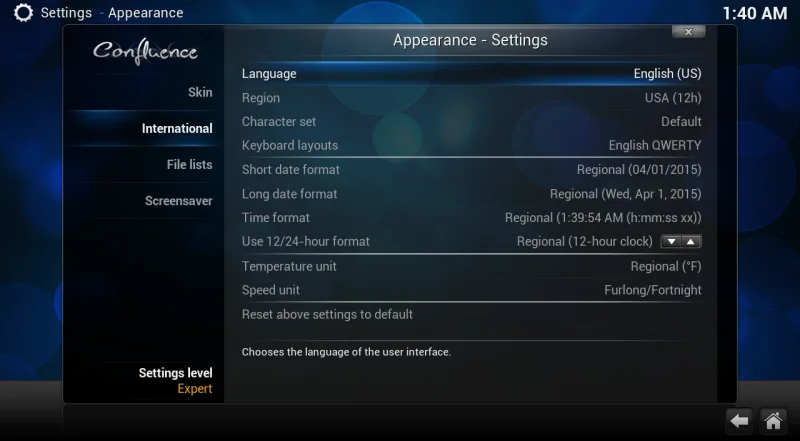 Settings - Appearance
1:40 AM
Confluence
Appearance - Settings
Skin
International
File lists
Screensaver
Language English (US)
Region USA (12h)
Character set Default
Keyboard layouts English QWERTY
Short date format Regional (04/01/2015)
Long date format Regional (Wed, Apr 1, 2015)
Time format Regional (1:39:54 AM (h:mm:ss xx))
Use 12/24-hour format Regional (12-hour clock)
Temperature unit Regional (°F)
Speed unit Furlong/Fortnight
Reset above settings to default
Chooses the language of the user interface.
Settings level
Expert